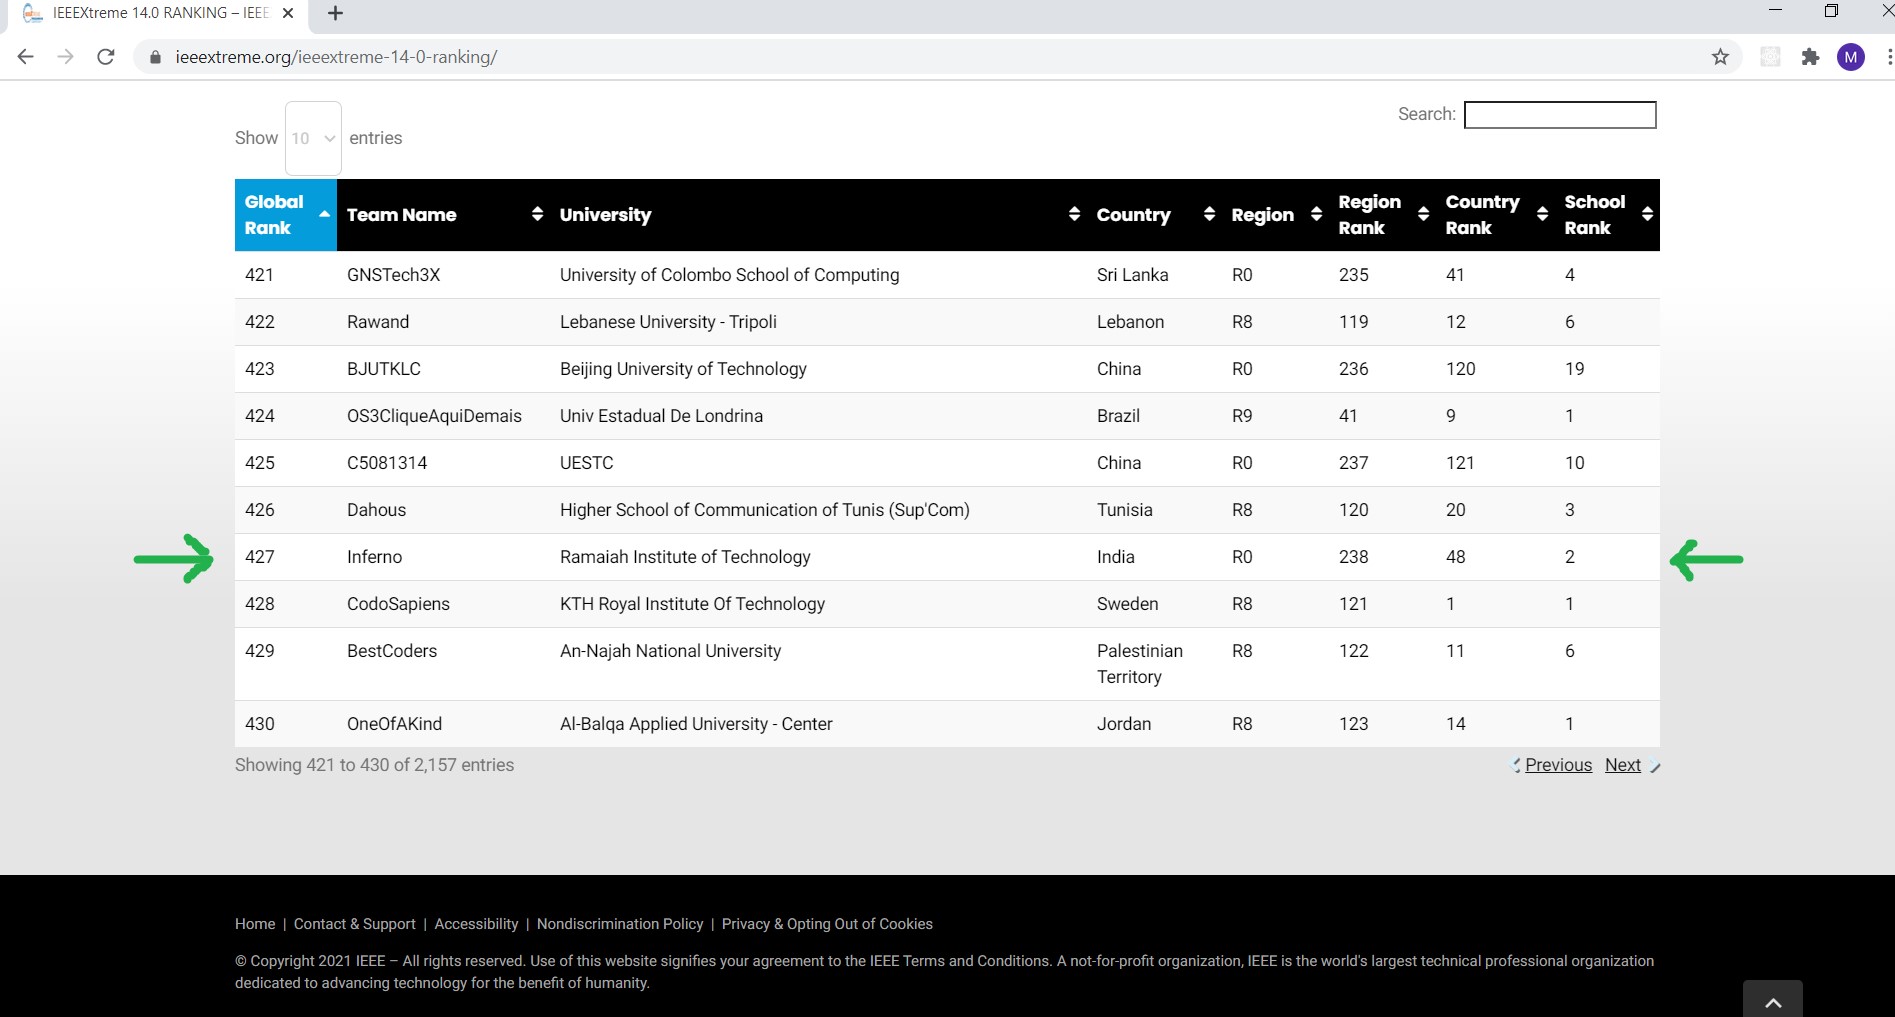 IEEEXtreme 14.0 RANKING – IEEE
ieeextreme.org/ieeextreme-14-0-ranking/
M
Show 10 entries
Search:
Global Rank Team Name University Country Region Region Rank Country Rank School Rank
421 GNSTech3X University of Colombo School of Computing Sri Lanka R0 235 41 4
422 Rawand Lebanese University - Tripoli Lebanon R8 119 12 6
423 BJUTKLC Beijing University of Technology China R0 236 120 19
424 OS3CliqueAquiDemais Univ Estadual De Londrina Brazil R9 41 9 1
425 C5081314 UESTC China R0 237 121 10
426 Dahous Higher School of Communication of Tunis (Sup'Com) Tunisia R8 120 20 3
427 Inferno Ramaiah Institute of Technology India R0 238 48 2
428 CodoSapiens KTH Royal Institute Of Technology Sweden R8 121 1 1
429 BestCoders An-Najah National University Palestinian Territory R8 122 11 6
430 OneOfAKind Al-Balqa Applied University - Center Jordan R8 123 14 1
Showing 421 to 430 of 2,157 entries
Previous Next
Home | Contact & Support | Accessibility | Nondiscrimination Policy | Privacy & Opting Out of Cookies
© Copyright 2021 IEEE – All rights reserved. Use of this website signifies your agreement to the IEEE Terms and Conditions. A not-for-profit organization, IEEE is the world's largest technical professional organization
dedicated to advancing technology for the benefit of humanity.